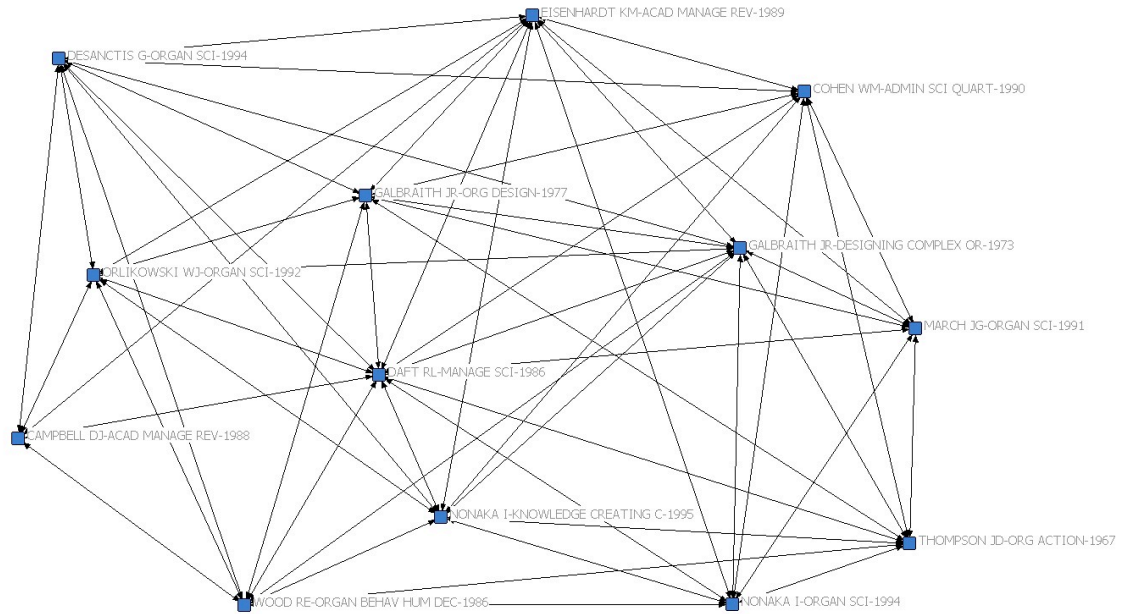 EISENHARDT KM-ACAD MANAGE REV-1989
DESANCTIS G-ORGAN SCI-1994
COHEN WM-ADMIN SCI QUART-1990
GALBRAITH JR-ORG DESIGN-1977
GALBRAITH JR-DESIGNING COMPLEX OR-1973
ORLIKOWSKI WJ-ORGAN SCI-1992
MARCH JG-ORGAN SCI-1991
DAFT RL-MANAGE SCI-1986
CAMPBELL DJ-ACAD MANAGE REV-1988
NONAKA I-KNOWLEDGE CREATING C-1995
THOMPSON JD-ORG ACTION-1967
WOOD RE-ORGAN BEHAV HUM DEC-1986
NONAKA I-ORGAN SCI-1994